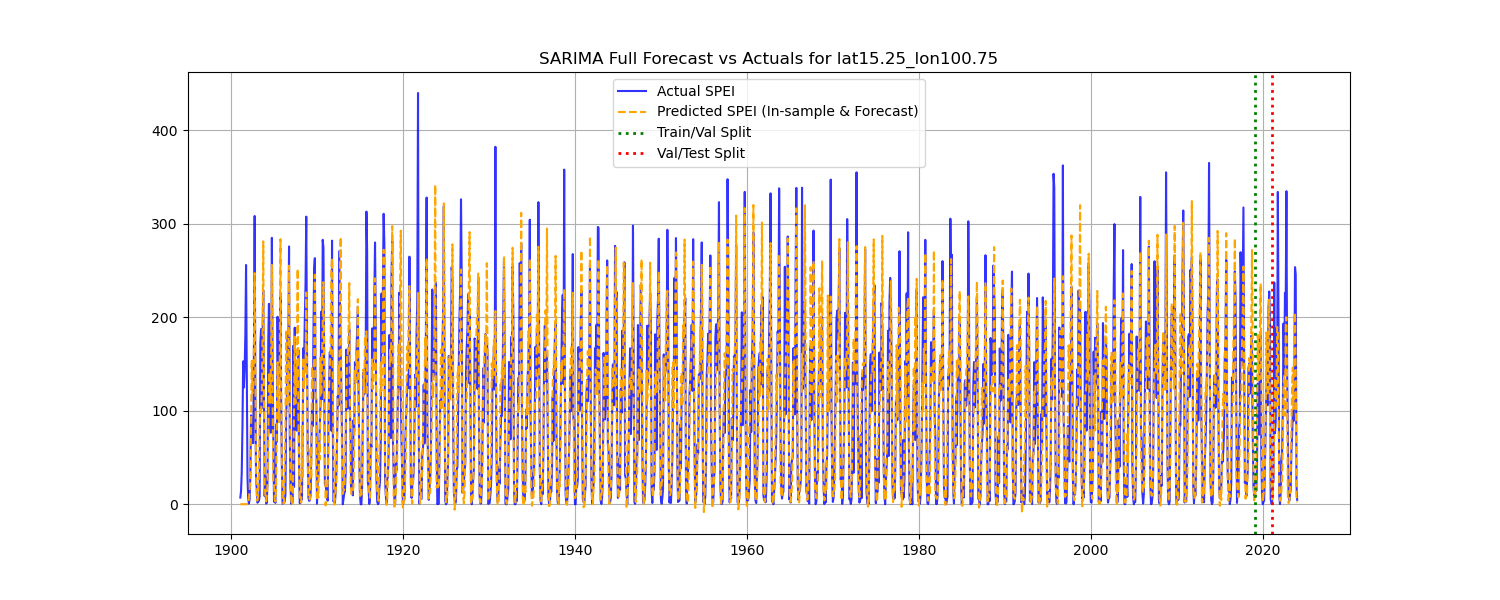 SARIMA Full Forecast vs Actuals for lat15.25_lon100.75
Actual SPEI
Predicted SPEI (In-sample & Forecast)
Train/Val Split
Val/Test Split
400
300
200
100
0
1900 1920 1940 1960 1980 2000 2020